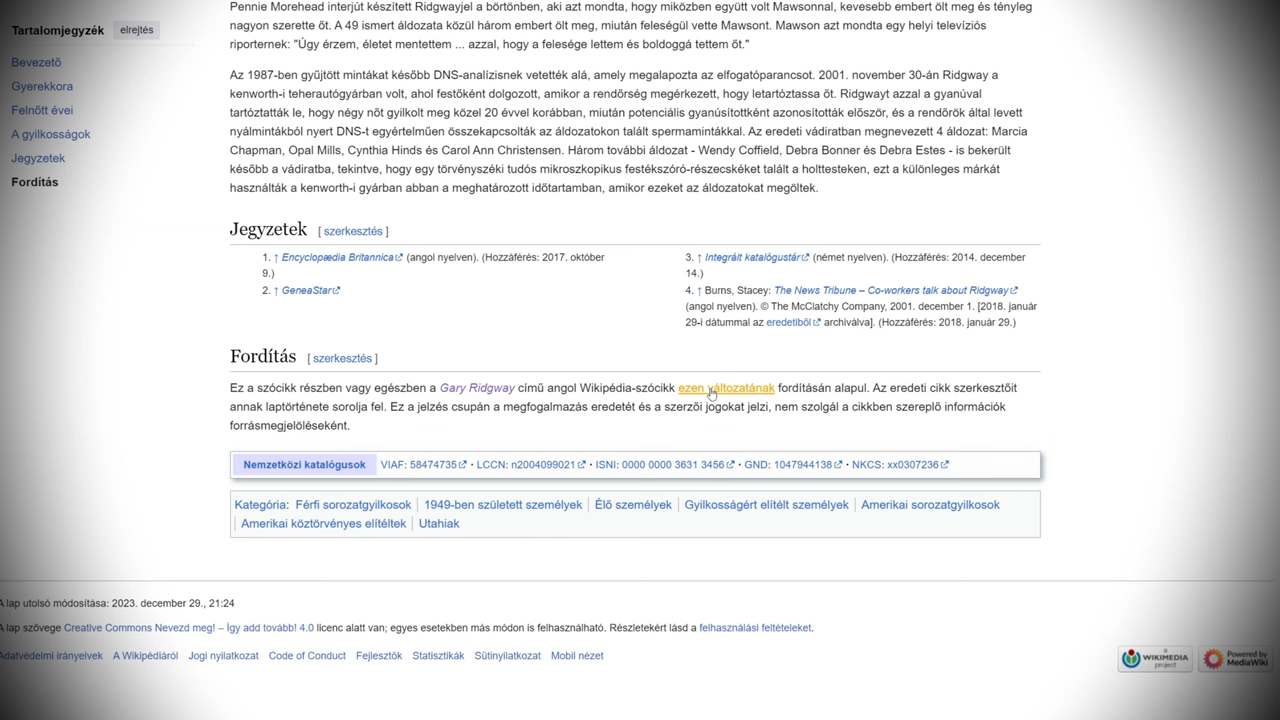 Tartalomjegyzék elrejtés
Bevezető
Gyerekkora
Felnőtt évei
A gyilkosságok
Jegyzetek
Fordítás
Pennie Morehead interjút készített Ridgwayjel a börtönben, aki azt mondta, hogy miközben együtt volt Mawsonnal, kevesebb embert ölt meg és tényleg
nagyon szerette őt. A 49 ismert áldozata közül három embert ölt meg, miután feleségül vette Mawsont. Mawson azt mondta egy helyi televíziós
riporternek: "Úgy érzem, életet mentettem ... azzal, hogy a felesége lettem és boldoggá tettem őt."
Az 1987-ben gyűjtött mintákat később DNS-analízisnek vetették alá, amely megalapozta az elfogatóparancsot. 2001. november 30-án Ridgway a
kenworth-i teherautógyárban volt, ahol festőként dolgozott, amikor a rendőrség megérkezett, hogy letartóztassa őt. Ridgwayt azzal a gyanúval
tartóztatták le, hogy négy nőt gyilkolt meg közel 20 évvel korábban, miután potenciális gyanúsítottként azonosították először, és a rendőrök által levett
nyálmintákból nyert DNS-t egyértelműen összekapcsolták az áldozatokon talált spermamintákkal. Az eredeti vádiratban megnevezett 4 áldozat: Marcia
Chapman, Opal Mills, Cynthia Hinds és Carol Ann Christensen. Három további áldozat - Wendy Coffield, Debra Bonner és Debra Estes - is bekerült
később a vádiratba, tekintve, hogy egy törvényszéki tudós mikroszkopikus festékszóró-részecskéket talált a holttesteken, ezt a különleges márkát
használták a kenworth-i gyárban abban a meghatározott időtartamban, amikor ezeket az áldozatokat megölték.
Jegyzetek [ szerkesztés ]
1. ↑ Encyclopædia Britannica (angol nyelven). (Hozzáférés: 2017. október
9.)
2. ↑ GeneaStar
3. ↑ Integrált katalógustár (német nyelven). (Hozzáférés: 2014. december
14.)
4. ↑ Burns, Stacey: The News Tribune – Co-workers talk about Ridgway
(angol nyelven). © The McClatchy Company, 2001. december 1. [2018. január
29-i dátummal az eredetiből archiválva]. (Hozzáférés: 2018. január 29.)
Fordítás [ szerkesztés ]
Ez a szócikk részben vagy egészben a Gary Ridgway című angol Wikipédia-szócikk ezen változatának fordításán alapul. Az eredeti cikk szerkesztőit
annak laptörténete sorolja fel. Ez a jelzés csupán a megfogalmazás eredetét és a szerzői jogokat jelzi, nem szolgál a cikkben szereplő információk
forrásmegjelöléseként.
Nemzetközi katalógusok VIAF: 58474735 · LCCN: n2004099021 · ISNI: 0000 0000 3631 3456 · GND: 1047944138 · NKCS: xx0307236
Kategória: Férfi sorozatgyilkosok | 1949-ben született személyek | Élő személyek | Gyilkosságért elítélt személyek | Amerikai sorozatgyilkosok
| Amerikai köztörvényes elítéltek | Utahiak
A lap utolsó módosítása: 2023. december 29., 21:24
A lap szövege Creative Commons Nevezd meg! – Így add tovább! 4.0 licenc alatt van; egyes esetekben más módon is felhasználható. Részletekért lásd a felhasználási feltételeket.
Adatvédelmi irányelvek A Wikipédiáról Jogi nyilatkozat Code of Conduct Fejlesztők Statisztikák Sütinyilatkozat Mobil nézet
A WIKIMEDIA project
Powered by MediaWiki